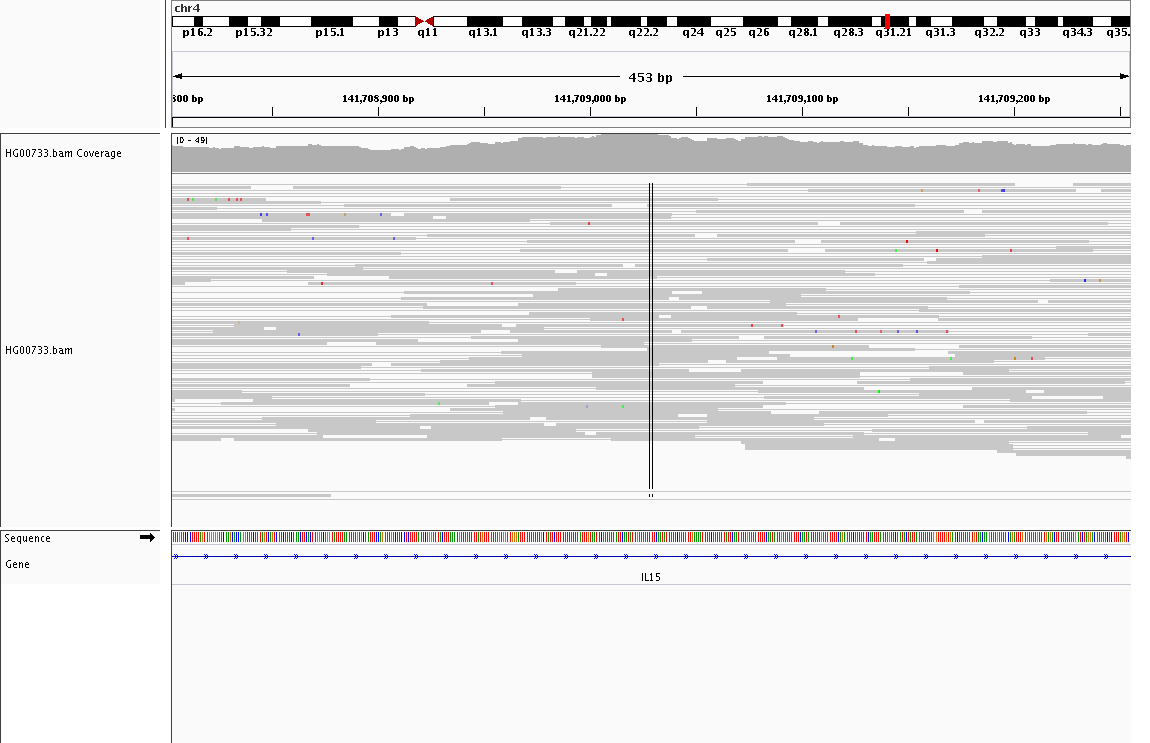 chr4
p16.2 p15.32 p15.1 p13 q11 q13.1 q13.3 q21.22 q22.2 q24 q25 q26 q28.1 q28.3 q31.21 q31.3 q32.2 q33 q34.3 q35.
453 bp
800 bp 141,708,900 bp 141,709,000 bp 141,709,100 bp 141,709,200 bp
[0 - 49]
HG00733.bam Coverage
HG00733.bam
Sequence
Gene
IL15